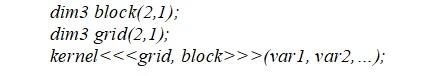 dim3 block(2,1);
dim3 grid(2,1);
kernel<<<grid, block>>>(var1, var2,…);